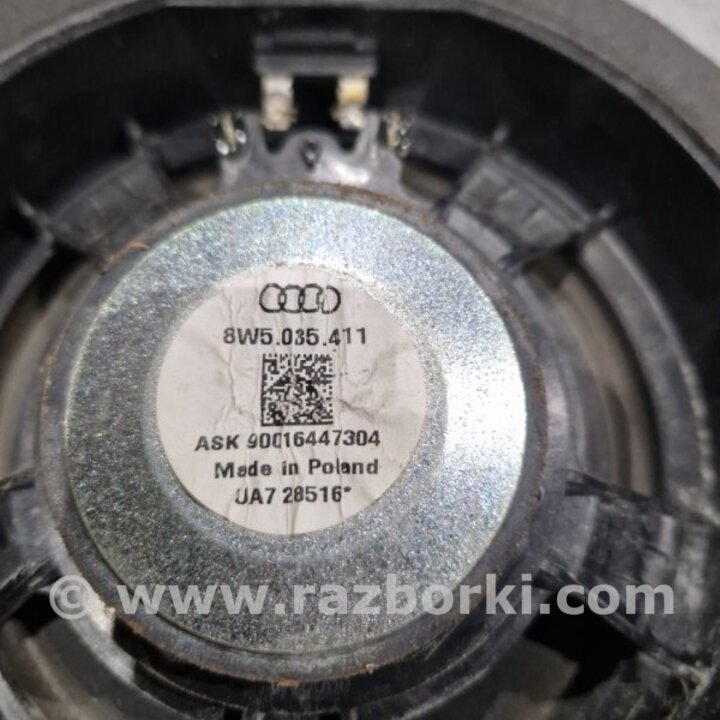 8W5.035.411
ASK 90016447304
Made in Poland
UA7 28516*
© www.razborki.com